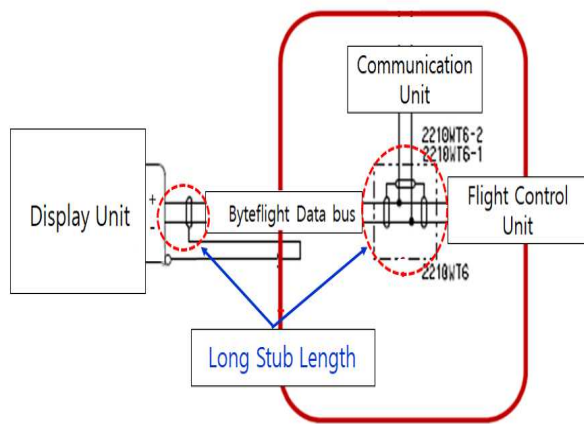 Communication
Unit
2210WT6-2
2210WT6-1
Display Unit
+
-
Byteflight Data bus
Flight Control
Unit
2210WT6
Long Stub Length